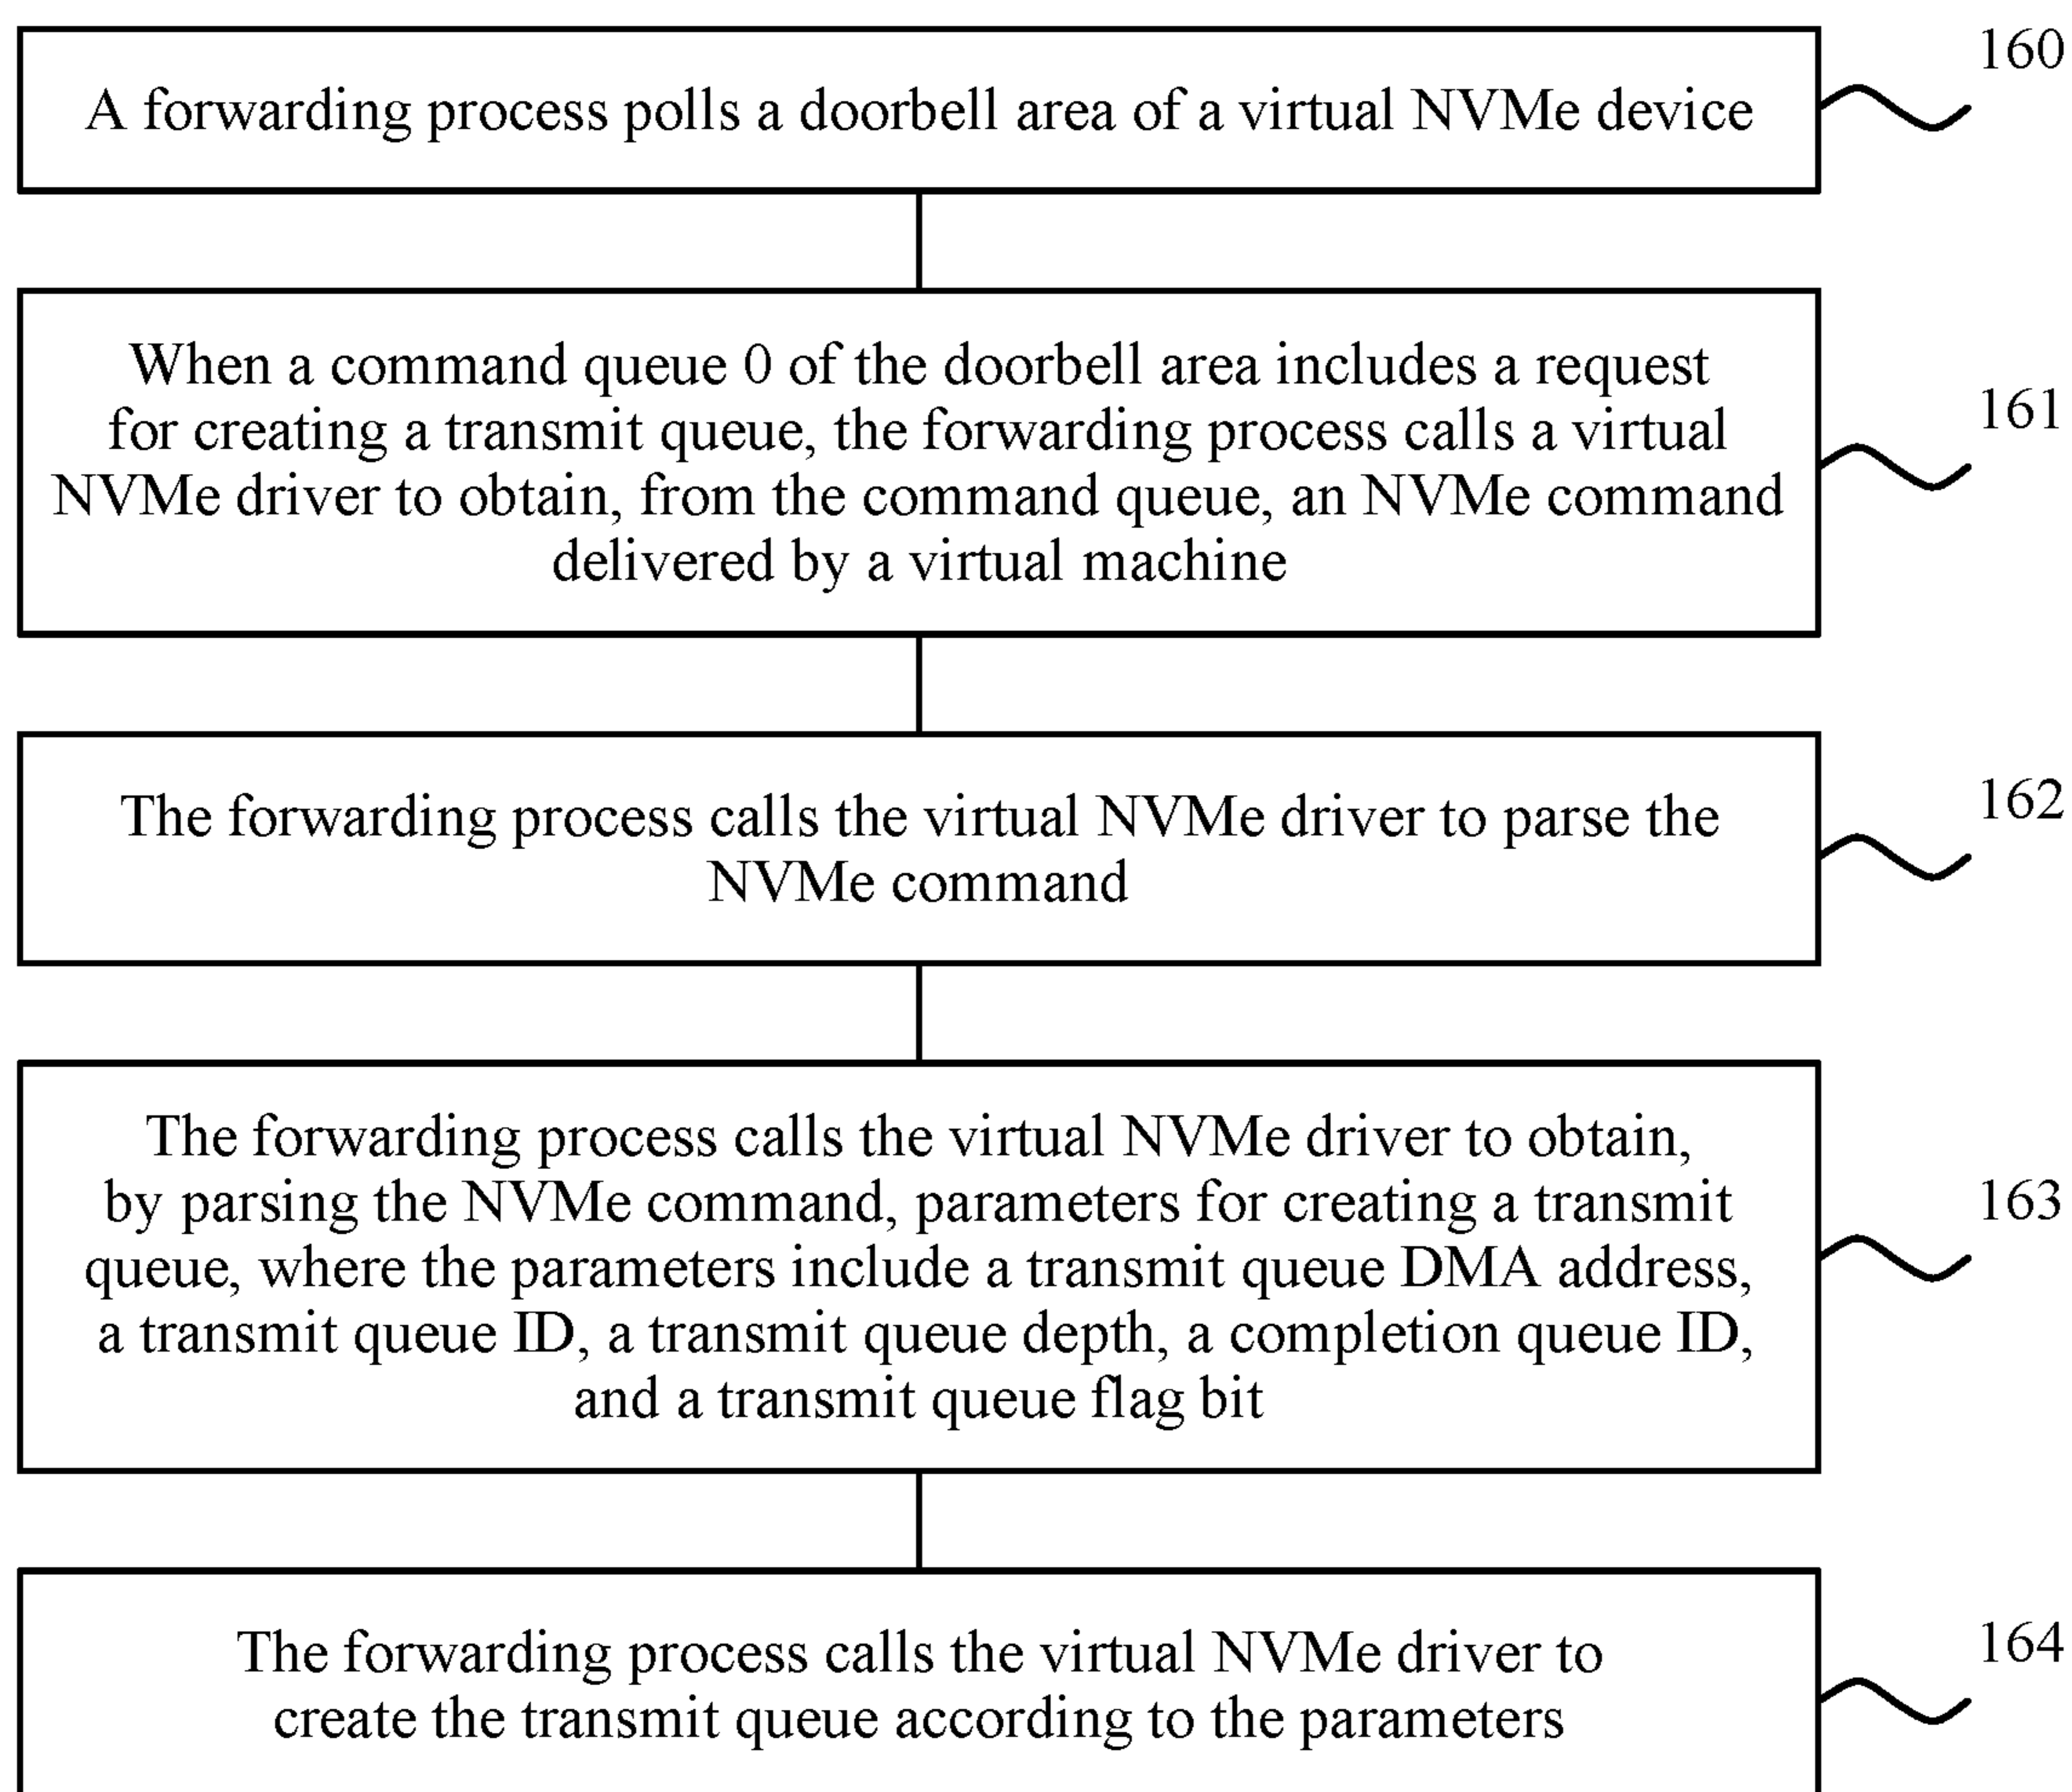 A forwarding process polls a doorbell area of a virtual NVMe device
160
When a command queue 0 of the doorbell area includes a request
for creating a transmit queue, the forwarding process calls a virtual
NVMe driver to obtain, from the command queue, an NVMe command
delivered by a virtual machine
161
The forwarding process calls the virtual NVMe driver to parse the
NVMe command
162
The forwarding process calls the virtual NVMe driver to obtain,
by parsing the NVMe command, parameters for creating a transmit
queue, where the parameters include a transmit queue DMA address,
a transmit queue ID, a transmit queue depth, a completion queue ID,
and a transmit queue flag bit
163
The forwarding process calls the virtual NVMe driver to
create the transmit queue according to the parameters
164